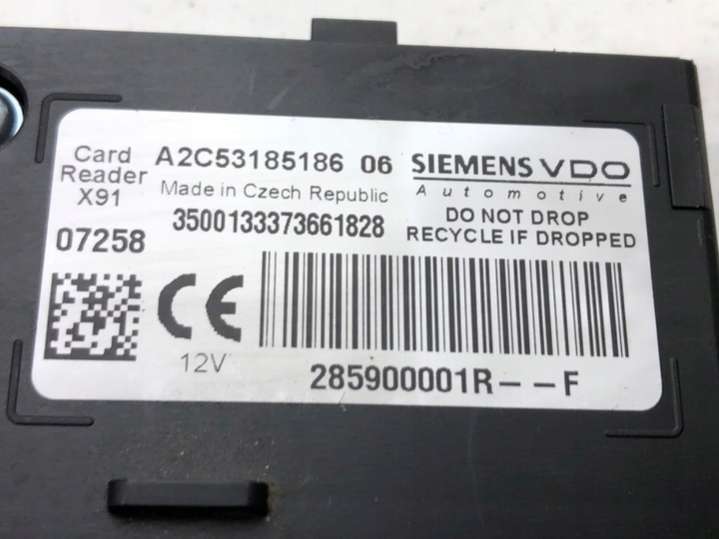 Card Reader X91
07258
A2C53185186 06
Made in Czech Republic
3500133373661828
SIEMENS VDO
Automotive
DO NOT DROP
RECYCLE IF DROPPED
CE
12V
285900001R--F